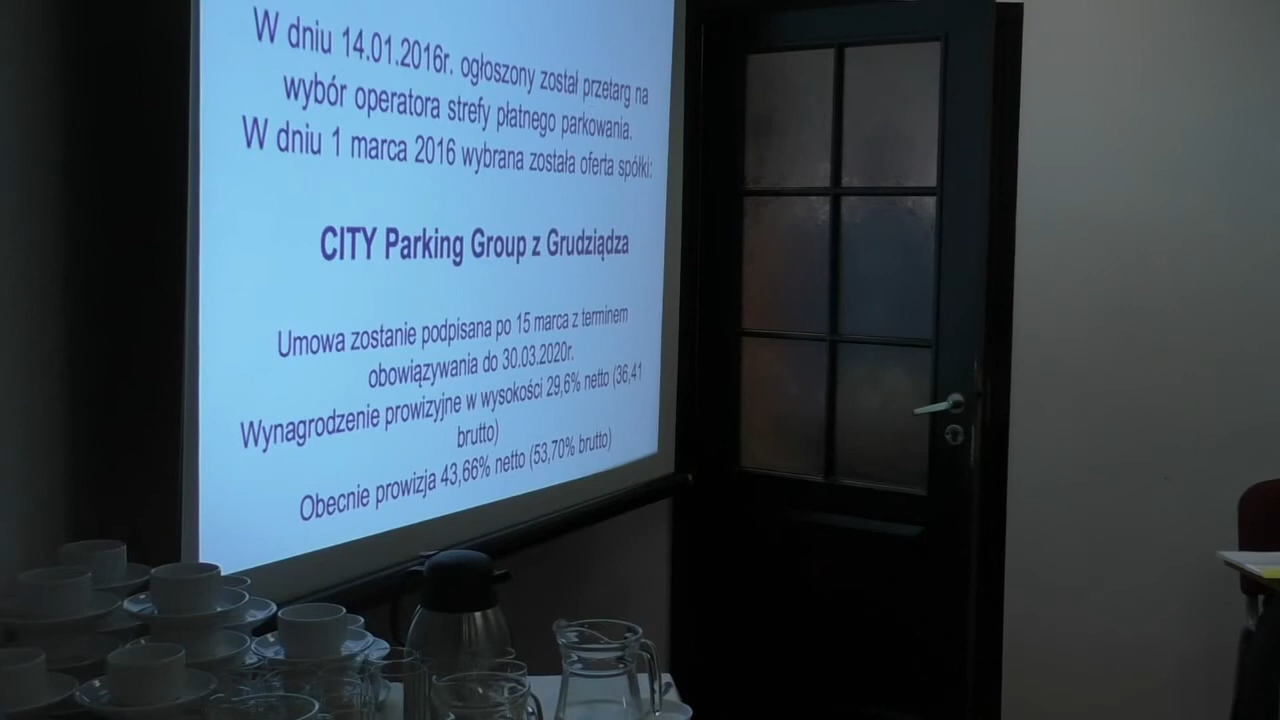 W dniu 14.01.2016r. ogłoszony został przetarg na
wybór operatora strefy płatnego parkowania.
W dniu 1 marca 2016 wybrana została oferta spółki:
CITY Parking Group z Grudziądza
Umowa zostanie podpisana po 15 marca z terminem
obowiązywania do 30.03.2020r.
Wynagrodzenie prowizyjne w wysokości 29,6% netto (36,41
brutto)
Obecnie prowizja 43,66% netto (53,70% brutto)